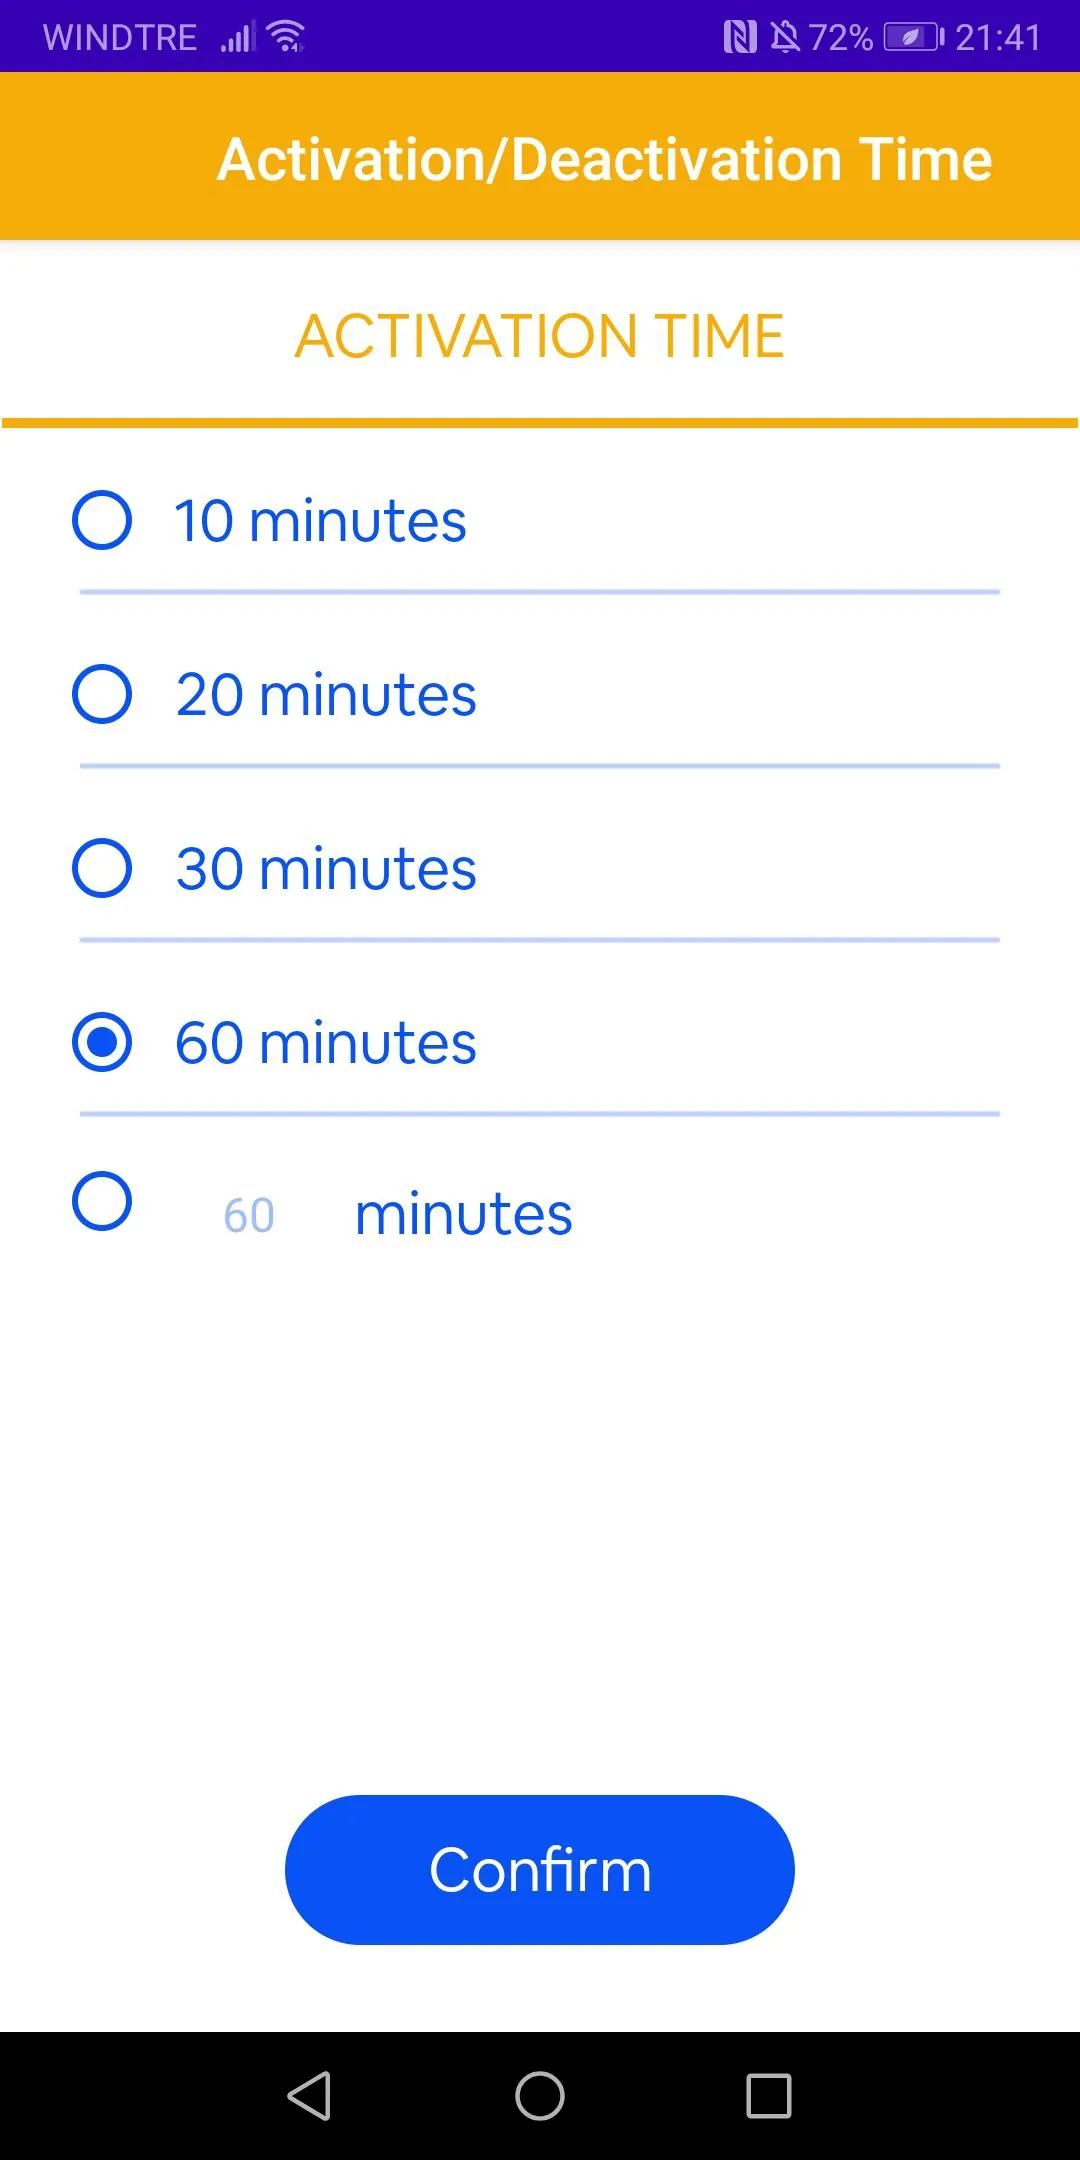 WINDTRE 72% 21:41
Activation/Deactivation Time
ACTIVATION TIME
10 minutes
20 minutes
30 minutes
60 minutes
60 minutes
Confirm